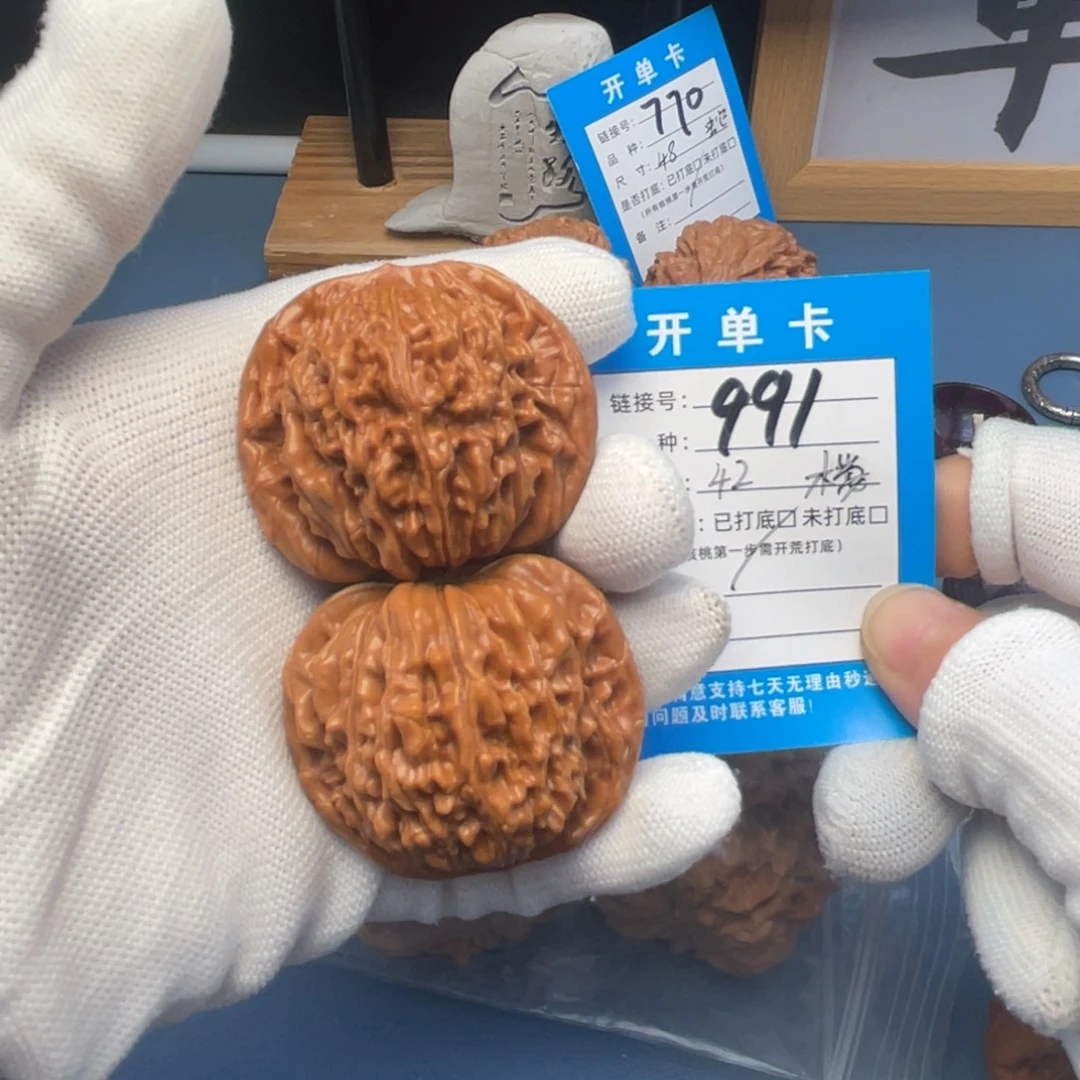 开单卡
链接号: 770
品 种:
尺 寸: 48
是否打底: 已打底☑ 未打底☐
备 注:
开单卡
链接号: 991
种:
: 42
: 已打底☑ 未打底☐
核桃第一步需开荒打底)
意支持七天无理由秒
问题及时联系客服!